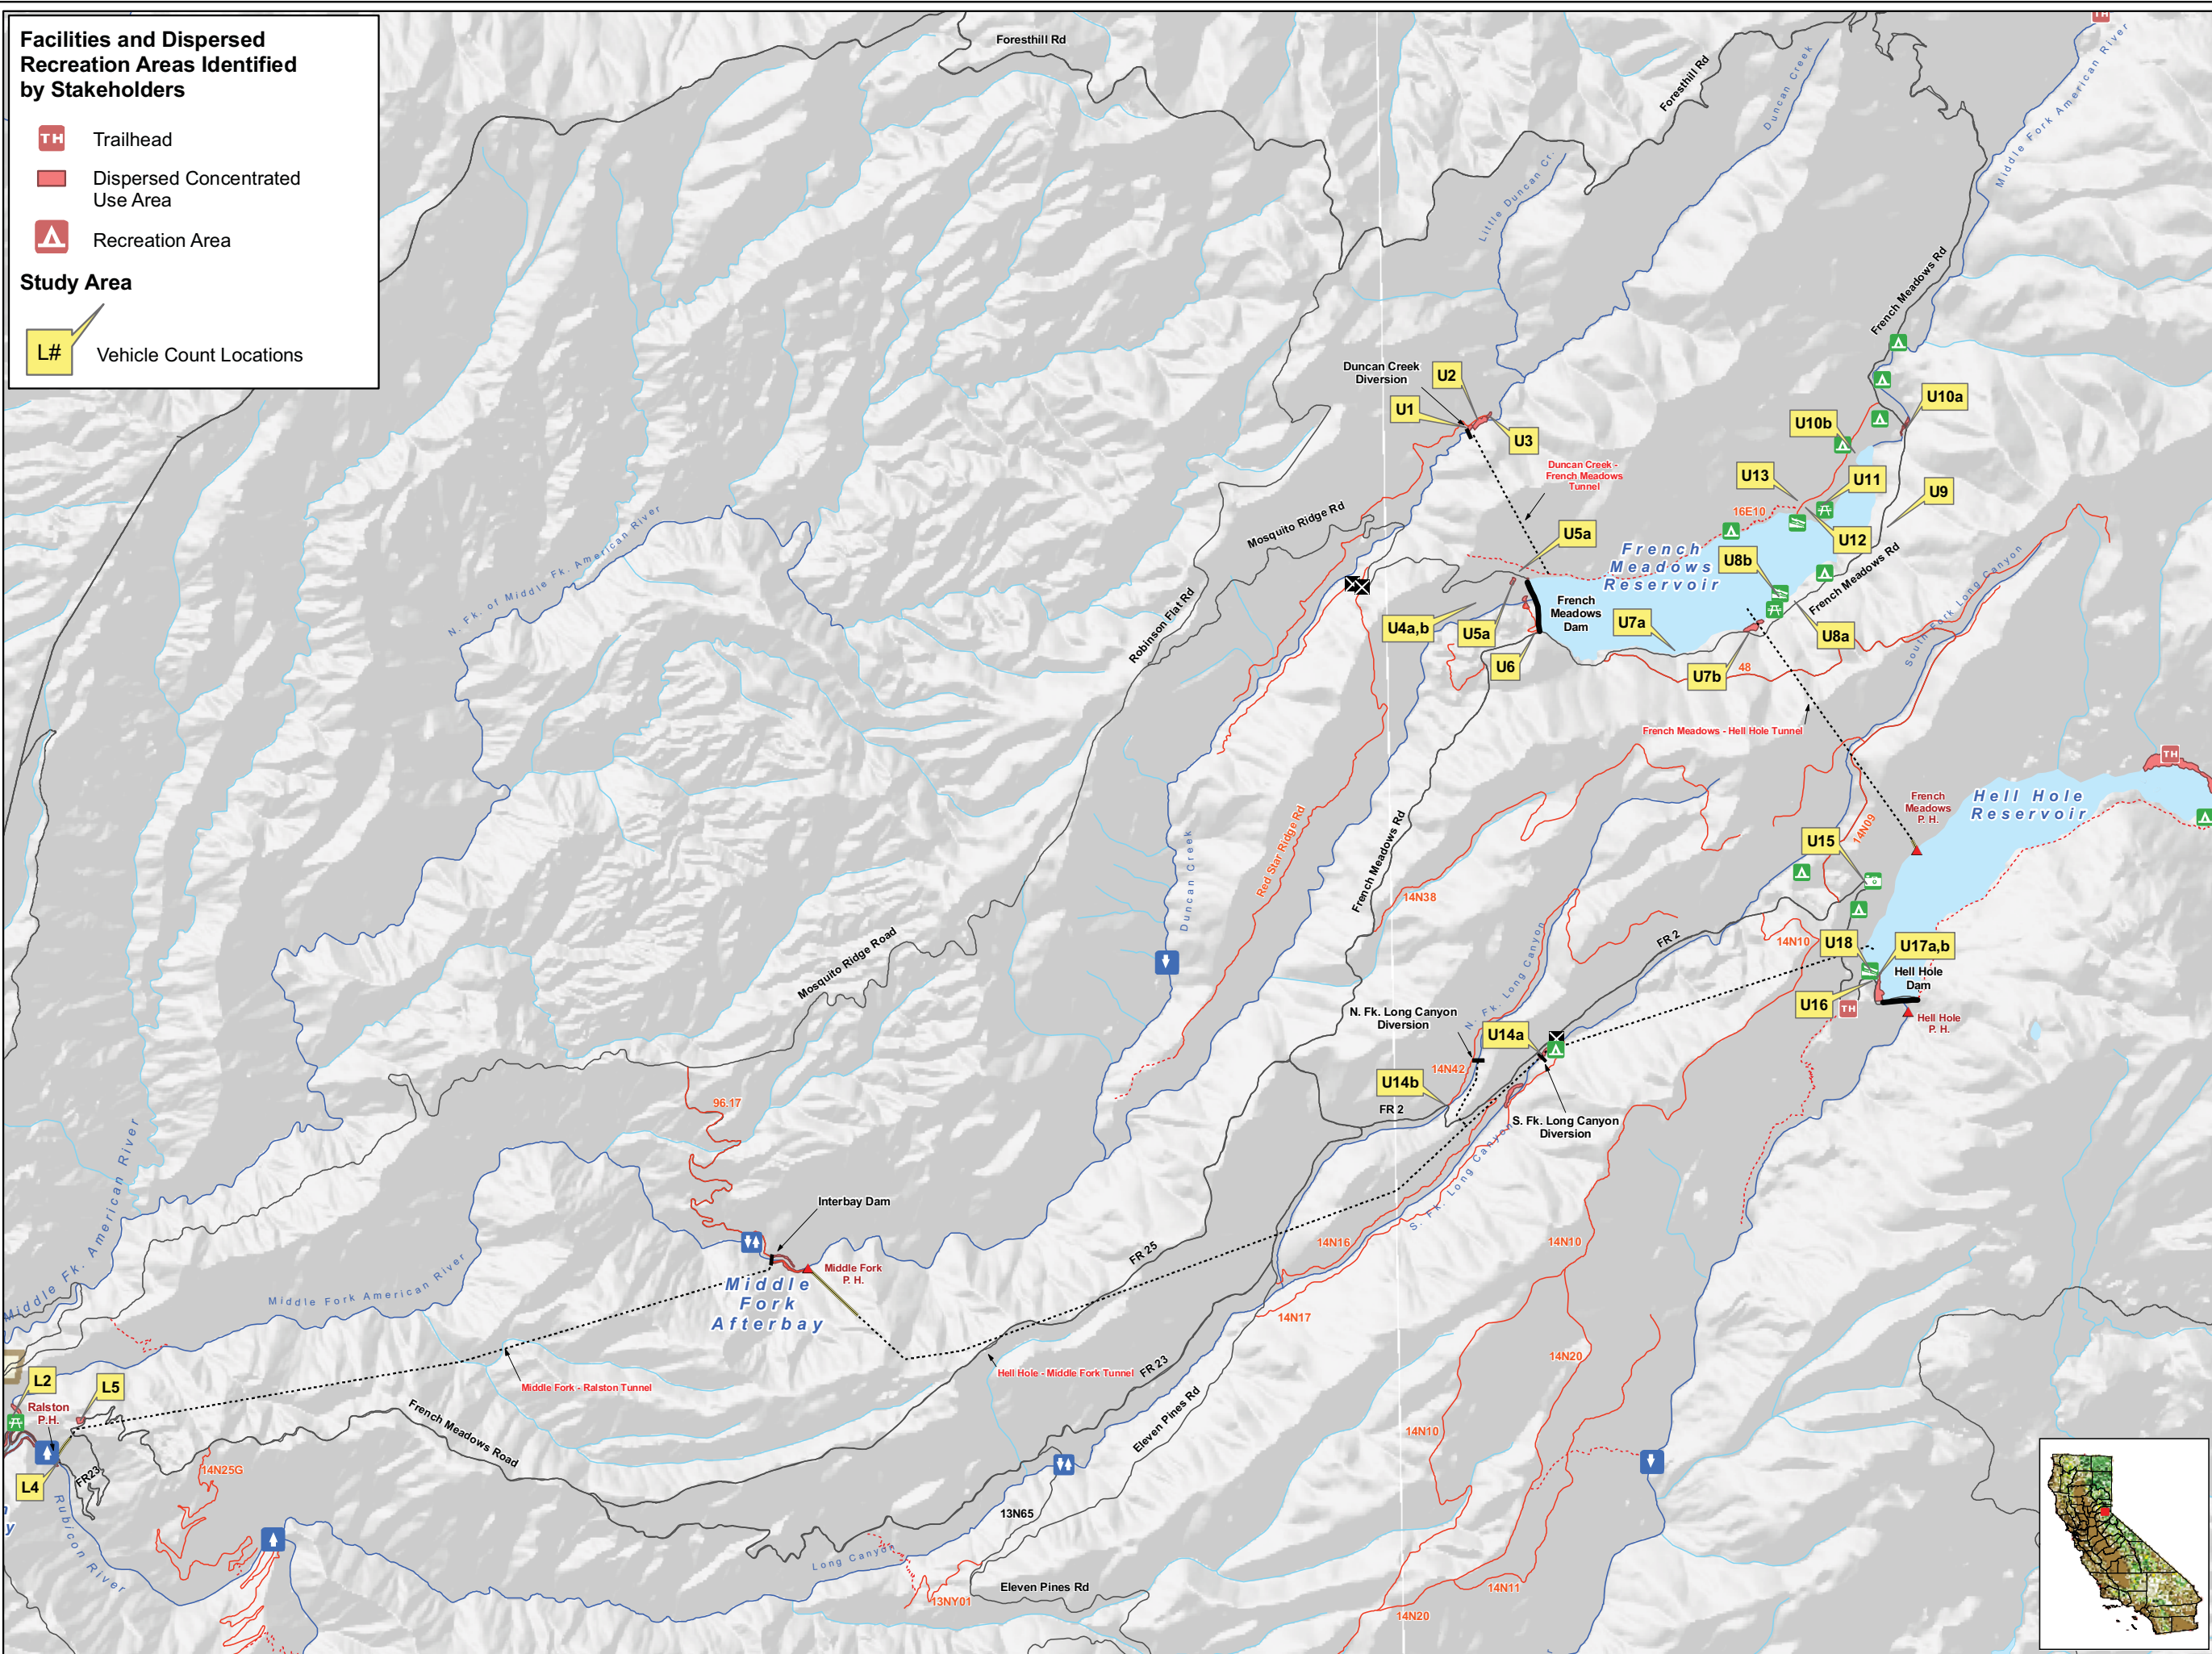 Facilities and Dispersed
Recreation Areas Identified
by Stakeholders
TH
Trailhead
Dispersed Concentrated
Use Area
Recreation Area
Study Area
L#
Vehicle Count Locations
Foresthill Rd
Foresthill Rd
Duncan Creek
TH
Middle Fork American River
Little Duncan Cr.
French Meadows Rd
Duncan Creek
Diversion
U2
U1
U3
U10a
U10b
Duncan Creek -
French Meadows
Tunnel
U13
U11
U9
16E10
U12
Mosquito Ridge Rd
N. Fk. of Middle Fk. American River
U5a
French
Meadows
Reservoir
U8b
French Meadows Rd
South Fork Long Canyon
Robinson Flat Rd
French
Meadows
Dam
U4a,b
U5a
U7a
U8a
U6
U7b
48
French Meadows - Hell Hole Tunnel
TH
French
Meadows
P. H.
Hell Hole
Reservoir
Red Star Ridge Rd
Duncan Creek
French Meadows Rd
U15
14N09
14N38
Mosquito Ridge Road
N. Fk. Long Canyon
FR 2
14N10
U18
U17a,b
Hell Hole
Dam
U16
TH
Hell Hole
P. H.
N. Fk. Long Canyon
Diversion
U14a
14N42
U14b
FR 2
S. Fk. Long Canyon
Diversion
S. Fk. Long Canyon
96.17
Middle Fk. American River
Interbay Dam
Middle Fork
P. H.
Middle
Fork
Afterbay
Middle Fork American River
FR 25
14N16
14N10
14N17
14N20
Hell Hole - Middle Fork Tunnel
FR 23
Middle Fork - Ralston Tunnel
L2
L5
Ralston
P.H.
French Meadows Road
Eleven Pines Rd
14N10
L4
FR23
14N25G
Rubicon River
y
13N65
Long Canyon
Eleven Pines Rd
13NY01
14N11
14N20